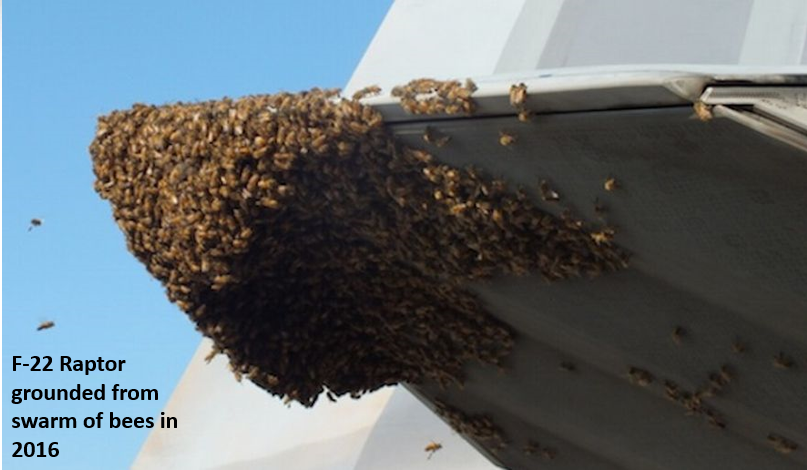 F-22 Raptor
grounded from
swarm of bees in
2016